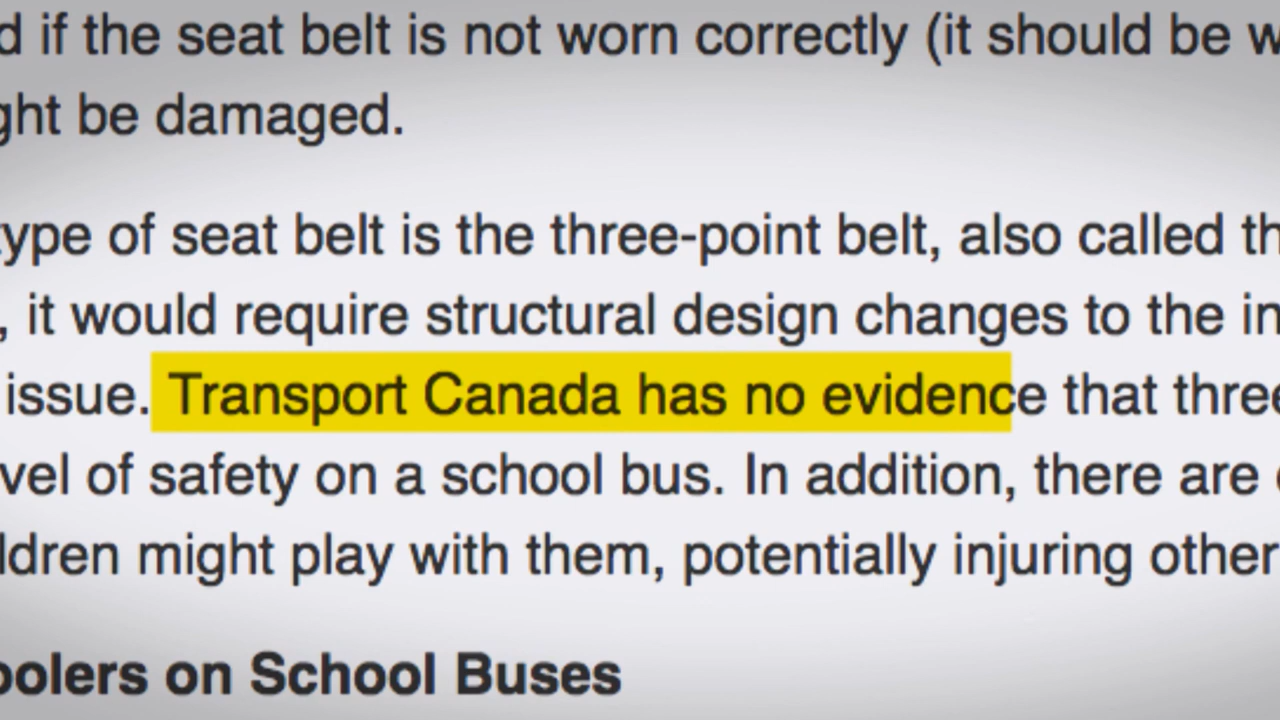 d if the seat belt is not worn correctly (it should be w
ght be damaged.
type of seat belt is the three-point belt, also called th
, it would require structural design changes to the in
issue. Transport Canada has no evidence that three
vel of safety on a school bus. In addition, there are
ldren might play with them, potentially injuring other
oolers on School Buses